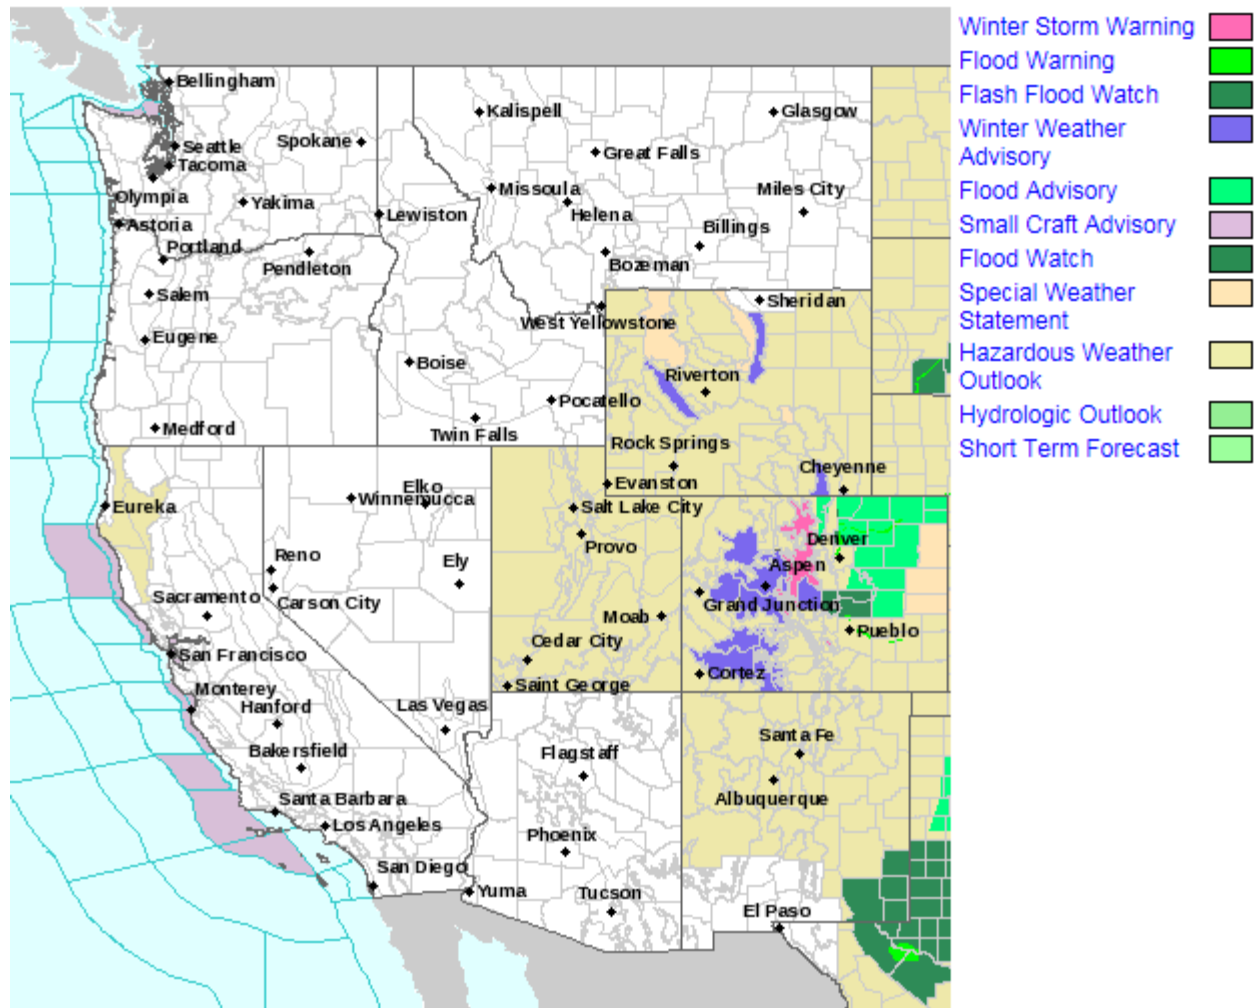 Bellingham
Seattle
Tacoma
Olympia
Spokane
Yakima
Astoria
Portland
Pendleton
Salem
Eugene
Medford
Kalispell
Glasgow
Great Falls
Missoula
Helena
Miles City
Lewiston
Billings
Bozeman
West Yellowstone
Sheridan
Boise
Pocatello
Twin Falls
Riverton
Rock Springs
Cheyenne
Evanston
Eureka
Elko
Winnemucca
Salt Lake City
Provo
Reno
Carson City
Ely
Sacramento
San Francisco
Monterey
Hanford
Bakersfield
Las Vegas
Moab
Cedar City
Saint George
Denver
Aspen
Grand Junction
Pueblo
Cortez
Santa Fe
Albuquerque
Flagstaff
Phoenix
Tucson
Yuma
El Paso
Santa Barbara
Los Angeles
San Diego
Winter Storm Warning
Flood Warning
Flash Flood Watch
Winter Weather
Advisory
Flood Advisory
Small Craft Advisory
Flood Watch
Special Weather
Statement
Hazardous Weather
Outlook
Hydrologic Outlook
Short Term Forecast